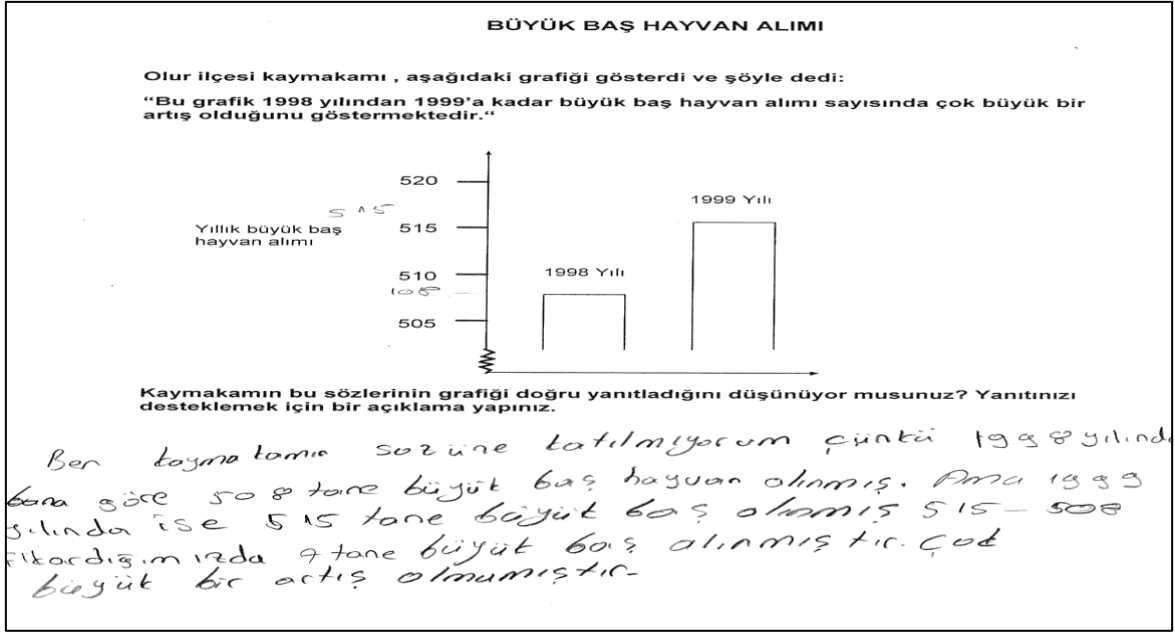 BÜYÜK BAŞ HAYVAN ALIMI
Olur ilçesi kaymakamı , aşağıdaki grafiği gösterdi ve şöyle dedi:
“Bu grafik 1998 yılından 1999’a kadar büyük baş hayvan alımı sayısında çok büyük bir
artış olduğunu göstermektedir.“
520
1999 Yılı
515
Yıllık büyük baş
hayvan alımı
515
1998 Yılı
510
508
505
Kaymakamın bu sözlerinin grafiği doğru yanıtladığını düşünüyor musunuz? Yanıtınızı
desteklemek için bir açıklama yapınız.
Ben kaymakamın sözüne katılmıyorum çünkü 1998 yılında
bana göre 508 tane büyük baş hayvan alınmış. Ama 1999
yılında ise 515 tane büyük baş alınmış 515 - 508
çıkardığımızda 7 tane büyük baş alınmıştır. Çok
büyük bir artış olmamıştır.